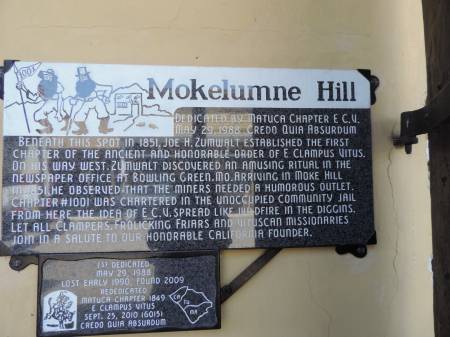 Mokelumne Hill
DEDICATED BY MATUCA CHAPTER E.C.V.
MAY 29, 1988. CREDO QUIA ABSURDUM
BENEATH THIS SPOT IN 1851, JOE H. ZUMWALT ESTABLISHED THE FIRST
CHAPTER OF THE ANCIENT AND HONORABLE ORDER OF E CLAMPUS VITUS.
ON HIS WAY WEST, ZUMWALT DISCOVERED AN AMUSING RITUAL IN THE
NEWSPAPER OFFICE AT BOWLING GREEN, MO. ARRIVING IN MOKE HILL
IN 1851, HE OBSERVED THAT THE MINERS NEEDED A HUMOROUS OUTLET.
CHAPTER #1001 WAS CHARTERED IN THE UNOCCUPIED COMMUNITY JAIL
FROM HERE THE IDEA OF E.C.V. SPREAD LIKE WILDFIRE IN THE DIGGINS.
LET ALL CLAMPERS, FROLICKING FRIARS AND VITUSCAN MISSIONARIES
JOIN IN A SALUTE TO OUR HONORABLE CALIFORNIA FOUNDER.
1ST DEDICATED
MAY 29, 1988
LOST EARLY 1990, FOUND 2009
REDEDICATED
MATUCA CHAPTER 1849
E CLAMPUS VITUS
SEPT. 25, 2010 (6015)
CREDO QUIA ABSURDUM
CA
TU
MA